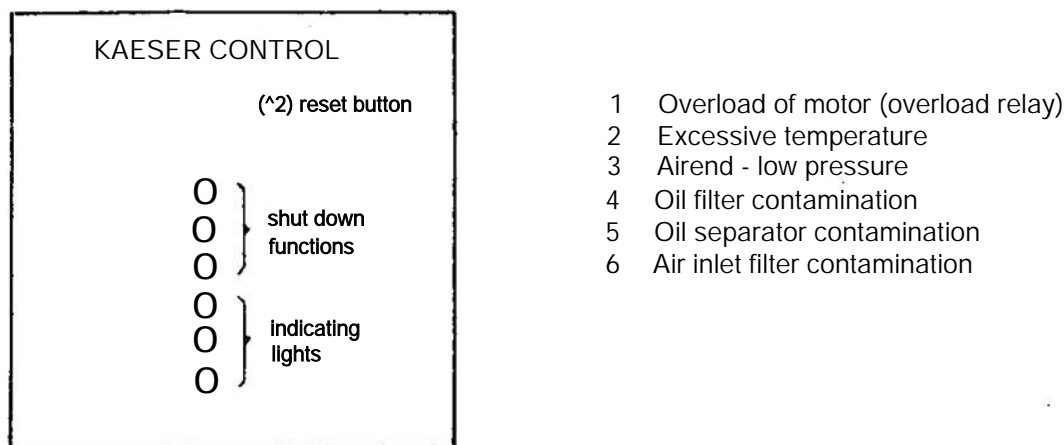 KAESER CONTROL
(^2) reset button
O
O
O
shut down
functions
O
O
O
indicating
lights
1 Overload of motor (overload relay)
2 Excessive temperature
3 Airend - low pressure
4 Oil filter contamination
5 Oil separator contamination
6 Air inlet filter contamination